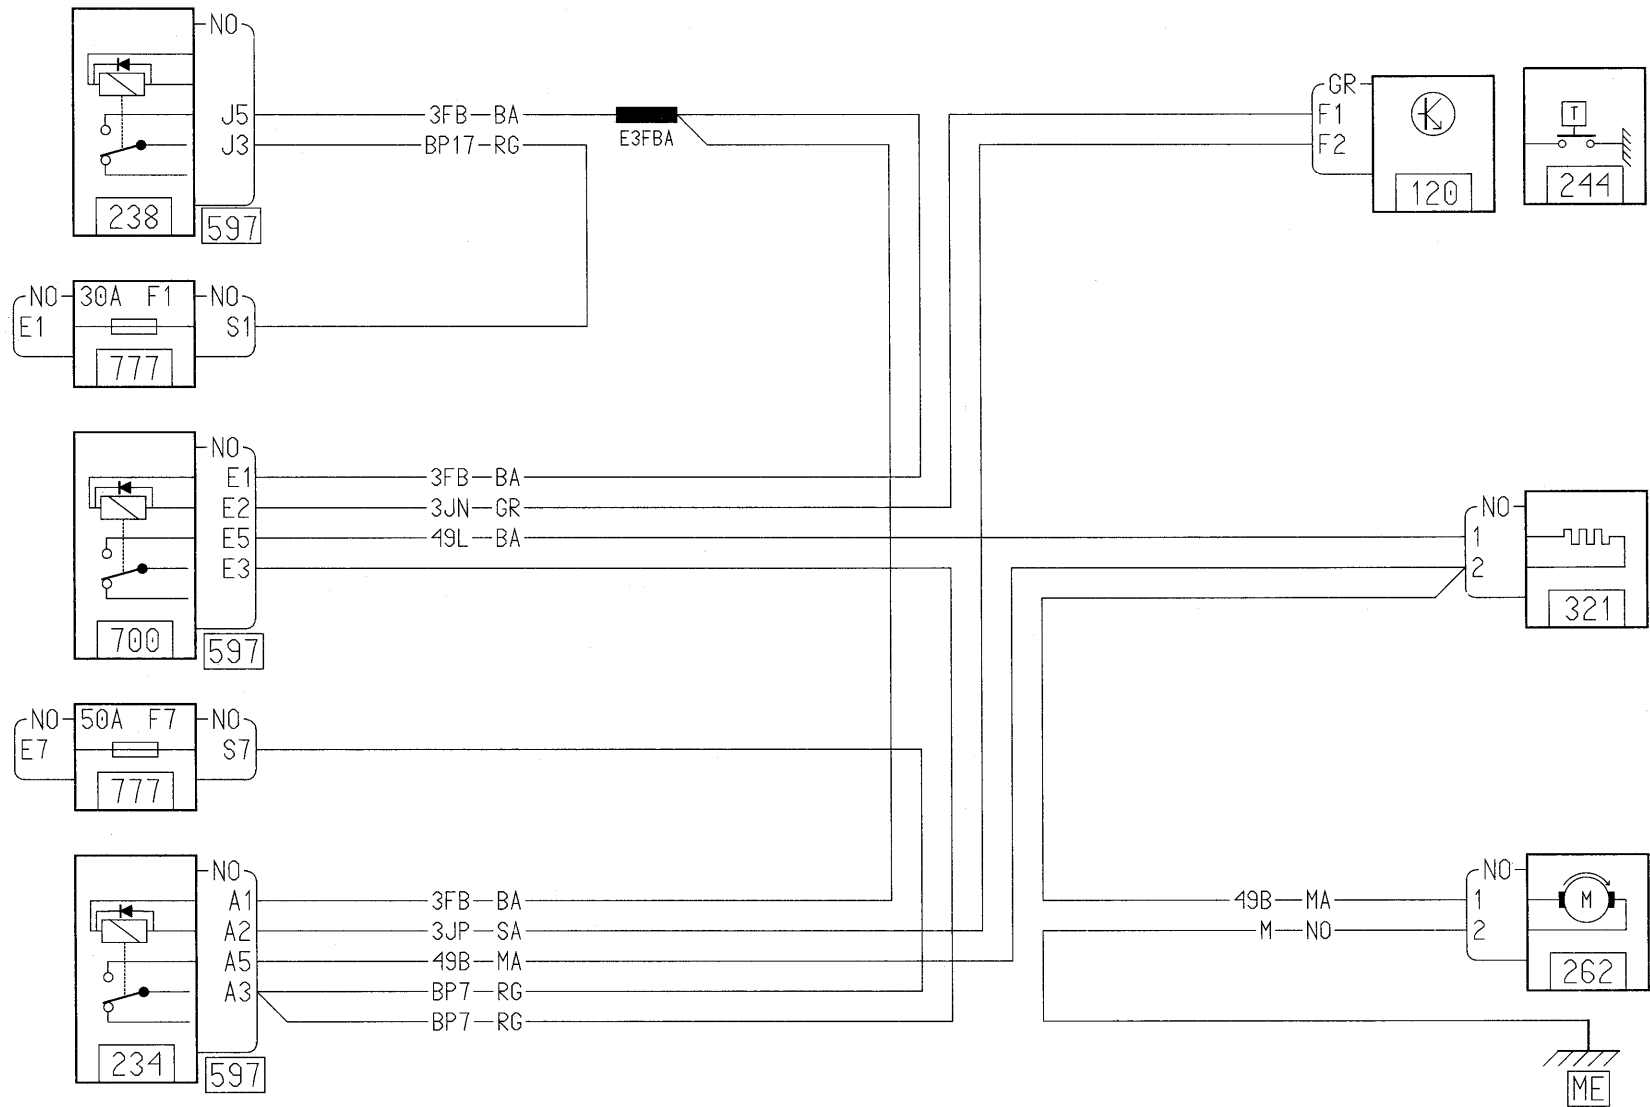 NO
J5 3FB BA
J3 BP17 RG
E3FBA
238
597
GR
F1
F2
120
T
244
NO 30A F1 NO
E1 S1
777
NO
E1 3FB BA
E2 3JN GR
E5 49L BA
E3
700
597
NO
1
2
321
NO 50A F7 NO
E7 S7
777
NO
A1 3FB BA
A2 3JP SA
A5 49B MA
A3 BP7 RG
BP7 RG
234
597
NO
49B MA 1
M NO 2
M
262
ME